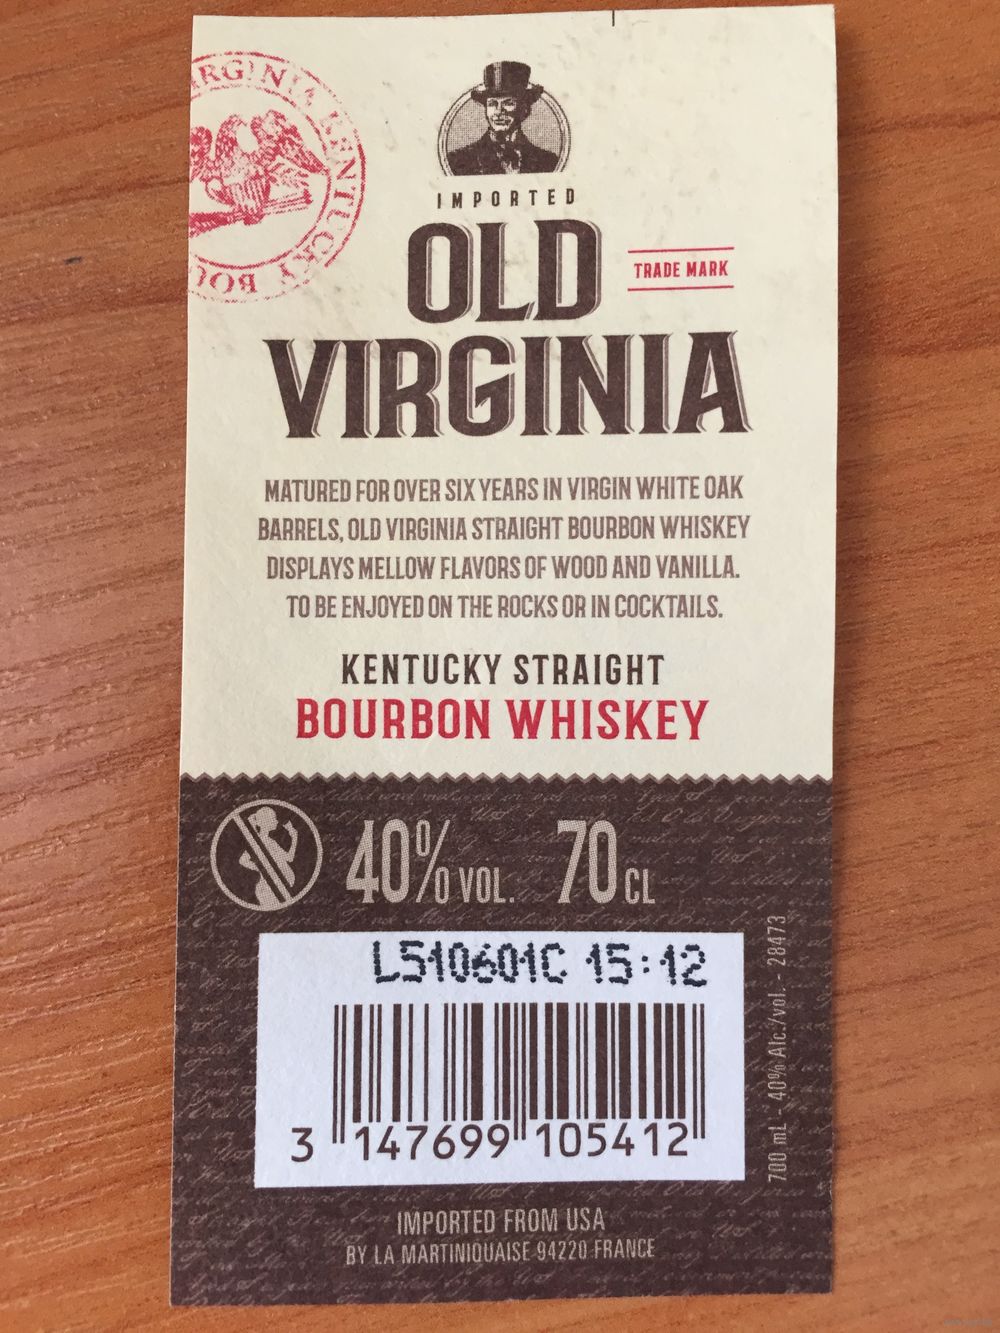 VIRGINIA KENTUCKY BOU
IMPORTED
OLD
TRADE MARK
VIRGINIA
MATURED FOR OVER SIX YEARS IN VIRGIN WHITE OAK
BARRELS, OLD VIRGINIA STRAIGHT BOURBON WHISKEY
DISPLAYS MELLOW FLAVORS OF WOOD AND VANILLA.
TO BE ENJOYED ON THE ROCKS OR IN COCKTAILS.
KENTUCKY STRAIGHT
BOURBON WHISKEY
40% VOL. 70 CL
L510601C 15:12
3 147699 105412
700 mL - 40% Alc./vol. - 28473
IMPORTED FROM USA
BY LA MARTINIQUAISE 94220 FRANCE